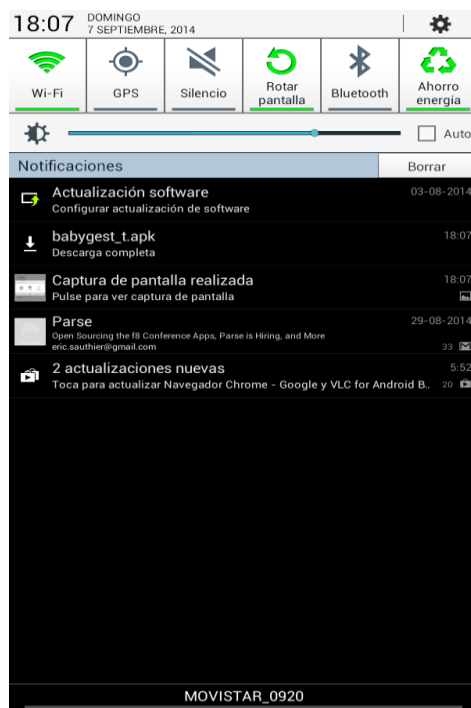 18:07 DOMINGO
7 SEPTIEMBRE, 2014
Wi-Fi GPS Silencio Rotar pantalla Bluetooth Ahorro energía
Auto
Notificaciones Borrar
Actualización software 03-08-2014
Configurar actualización de software
babygest_t.apk 18:07
Descarga completa
Captura de pantalla realizada 18:07
Pulse para ver captura de pantalla
Parse 29-08-2014
Open Sourcing the f8 Conference Apps, Parse is Hiring, and More
eric.sauthier@gmail.com 33
2 actualizaciones nuevas 5:52
Toca para actualizar Navegador Chrome - Google y VLC for Android B.. 20
MOVISTAR_0920